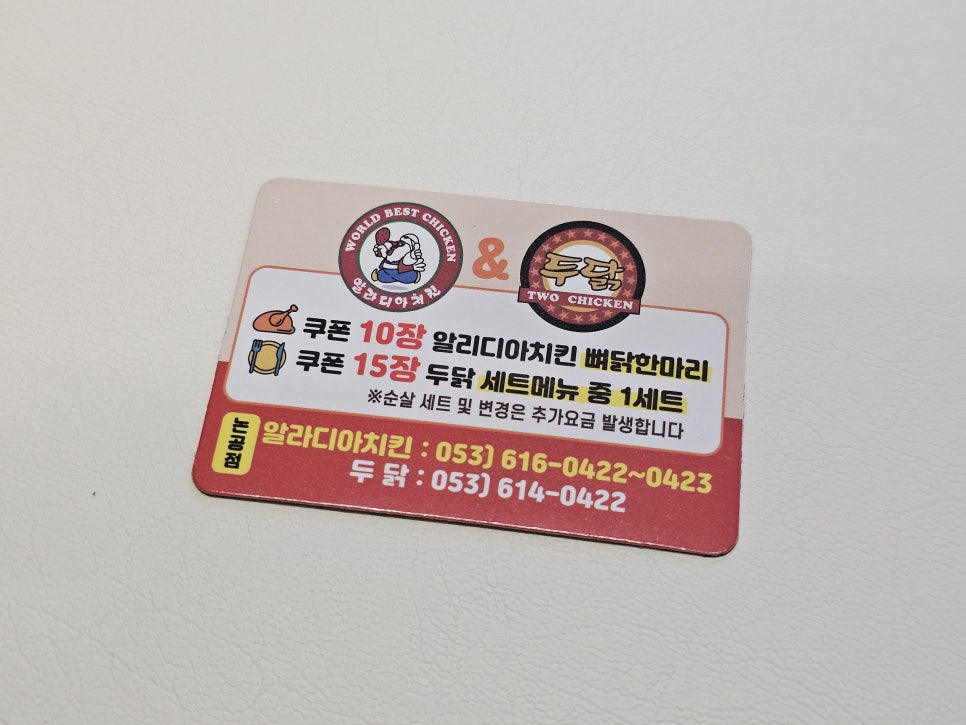 WORLD BEST CHICKEN
알라디아치킨
&
두닭
TWO CHICKEN
쿠폰 10장 알리디아치킨 뼈닭한마리
쿠폰 15장 두닭 세트메뉴 중 1세트
※순살 세트 및 변경은 추가요금 발생합니다
논공점
알라디아치킨 : 053) 616-0422~0423
두 닭 : 053) 614-0422